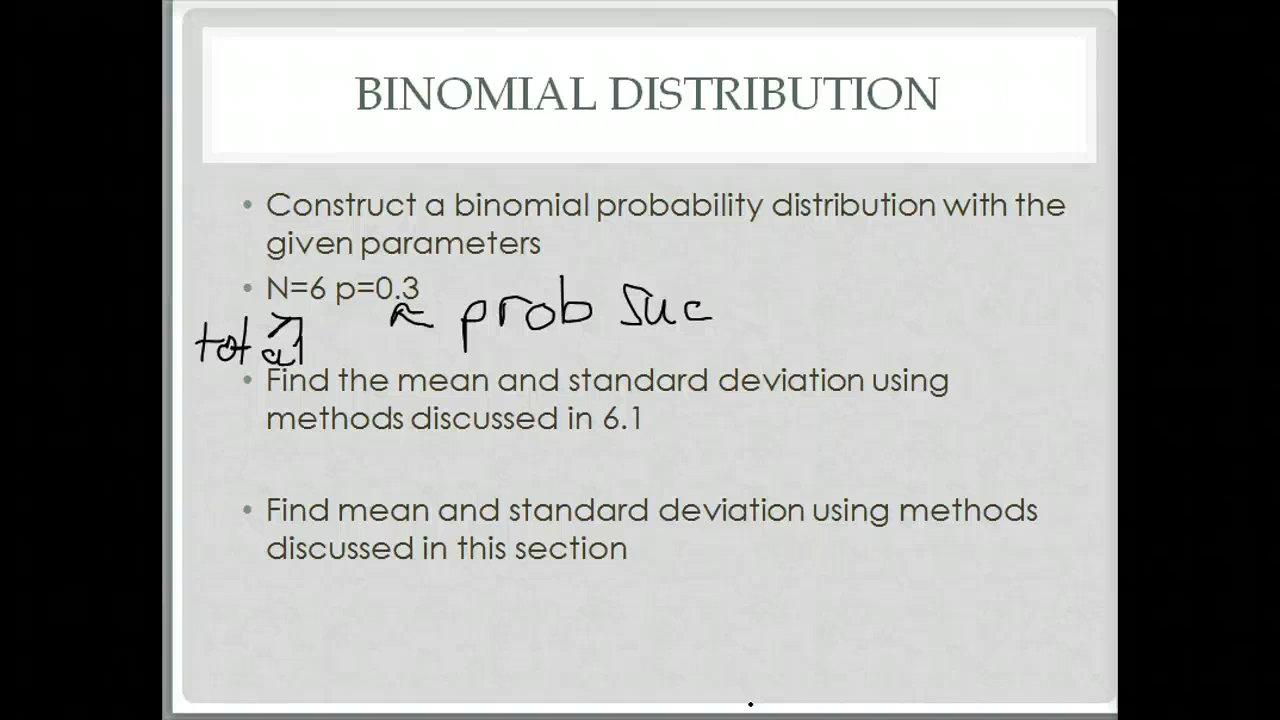 BINOMIAL DISTRIBUTION
• Construct a binomial probability distribution with the
given parameters
• N=6 p=0.3
prob suc
total
• Find the mean and standard deviation using
methods discussed in 6.1
• Find mean and standard deviation using methods
discussed in this section